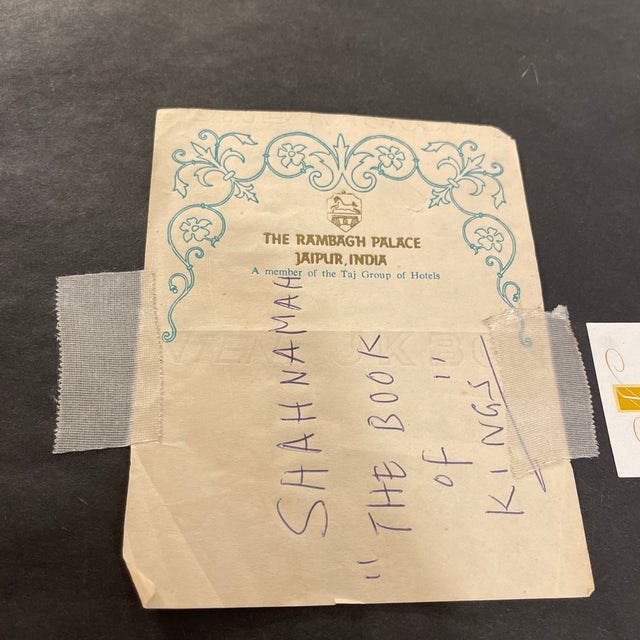 THE RAMBAGH PALACE
JAIPUR, INDIA
A member of the Taj Group of Hotels
SHAHNAMAH
"THE BOOK
OF "
KINGS